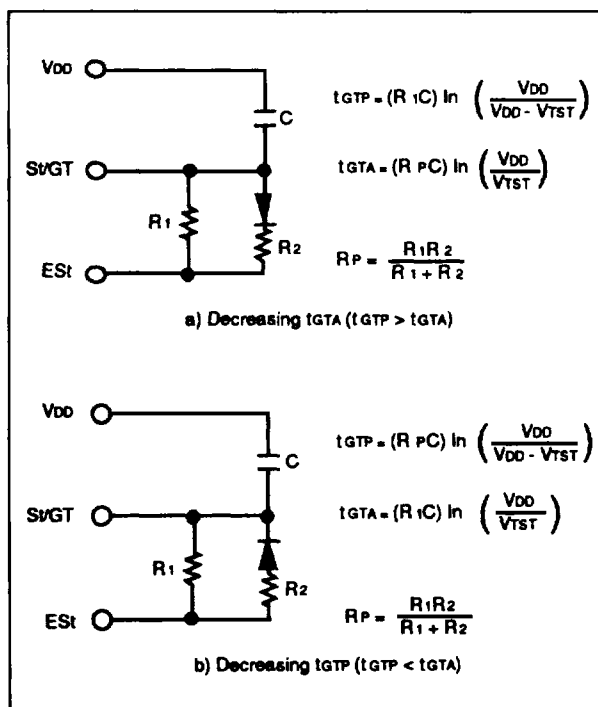 VDD
C
St/GT
R1
R2
ESt
tGTP = (R1C) ln (VDD / (VDD - VTST))
tGTA = (RPC) ln (VDD / VTST)
RP = R1R2 / (R1 + R2)
a) Decreasing tGTA (tGTP > tGTA)
VDD
C
St/GT
R1
R2
ESt
tGTP = (RPC) ln (VDD / (VDD - VTST))
tGTA = (R1C) ln (VDD / VTST)
RP = R1R2 / (R1 + R2)
b) Decreasing tGTP (tGTP < tGTA)